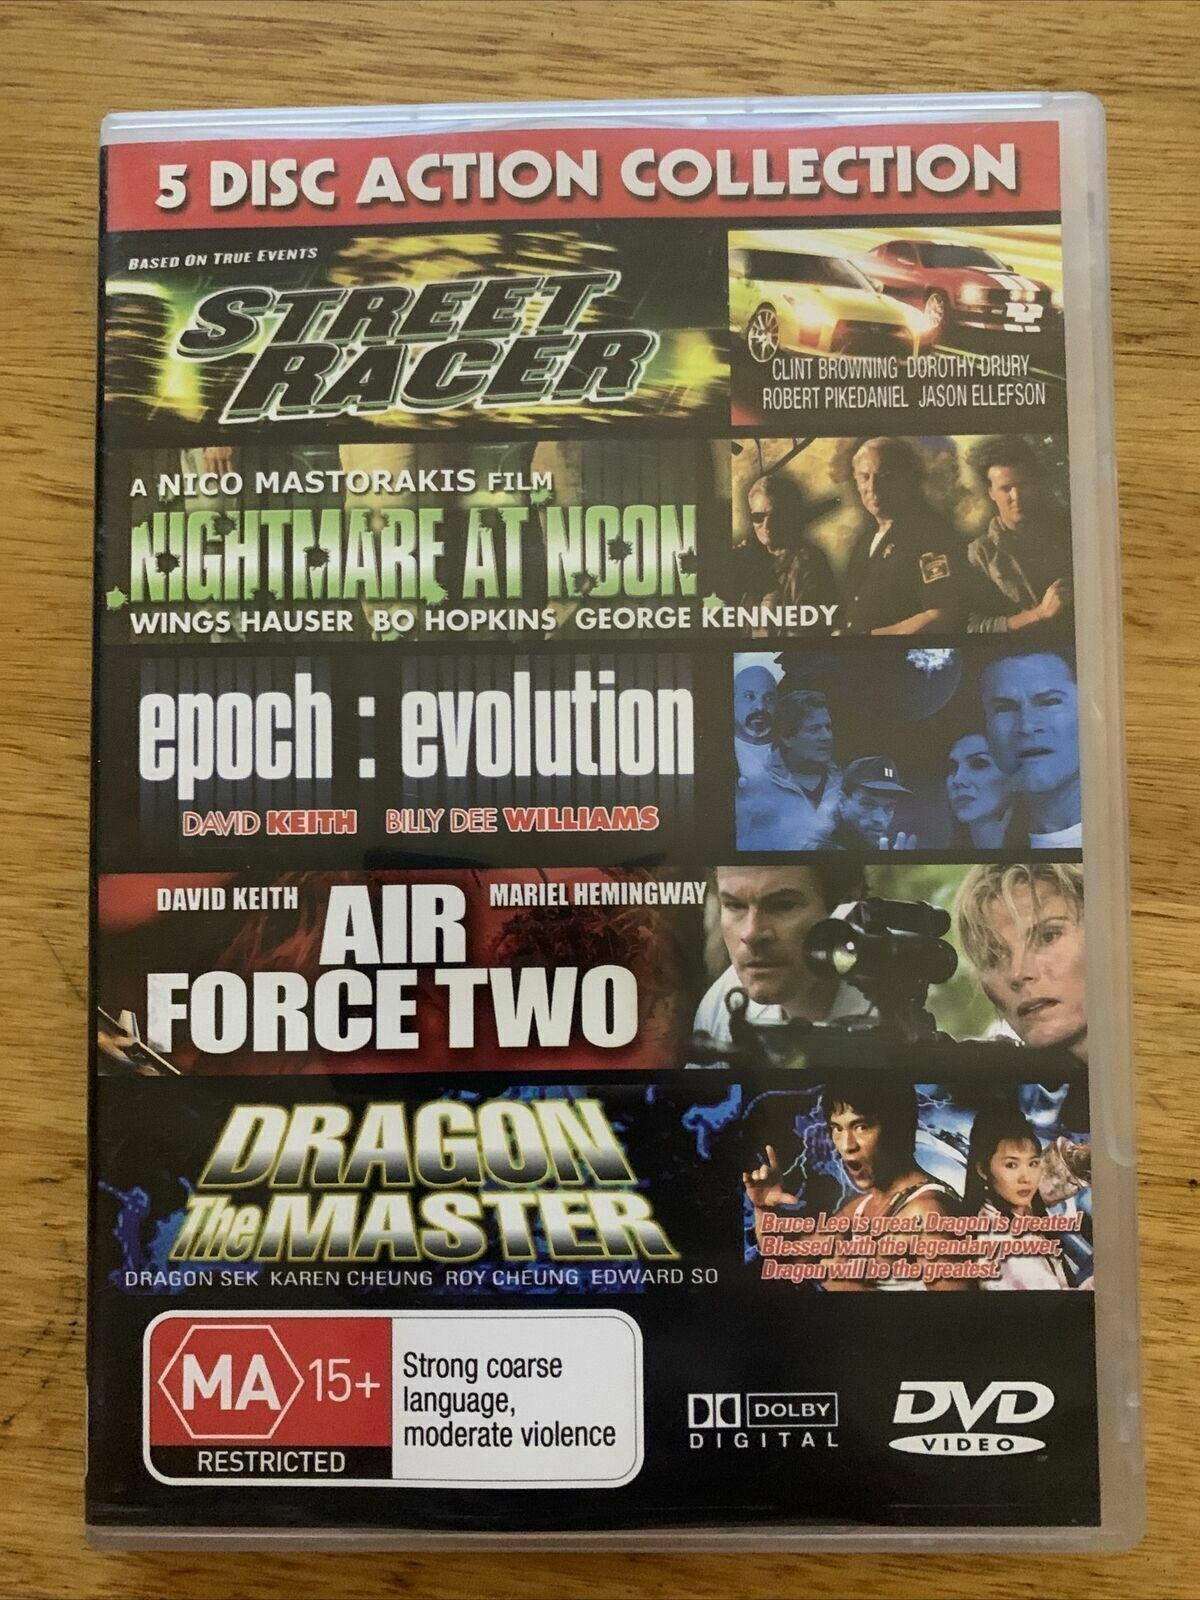 5 DISC ACTION COLLECTION
BASED ON TRUE EVENTS
STREET
RACER
CLINT BROWNING DOROTHY DRURY
ROBERT PIKEDANIEL JASON ELLEFSON
A NICO MASTORAKIS FILM
NIGHTMARE AT NOON
WINGS HAUSER BO HOPKINS GEORGE KENNEDY
epoch : evolution
DAVID KEITH BILLY DEE WILLIAMS
DAVID KEITH AIR MARIEL HEMINGWAY
FORCE TWO
DRAGON
The MASTER
DRAGON SEK KAREN CHEUNG ROY CHEUNG EDWARD SO
Bruce Lee is great. Dragon is greater!
Blessed with the legendary power,
Dragon will be the greatest.
MA 15+
RESTRICTED
Strong coarse
language,
moderate violence
DOLBY
DIGITAL
DVD
VIDEO